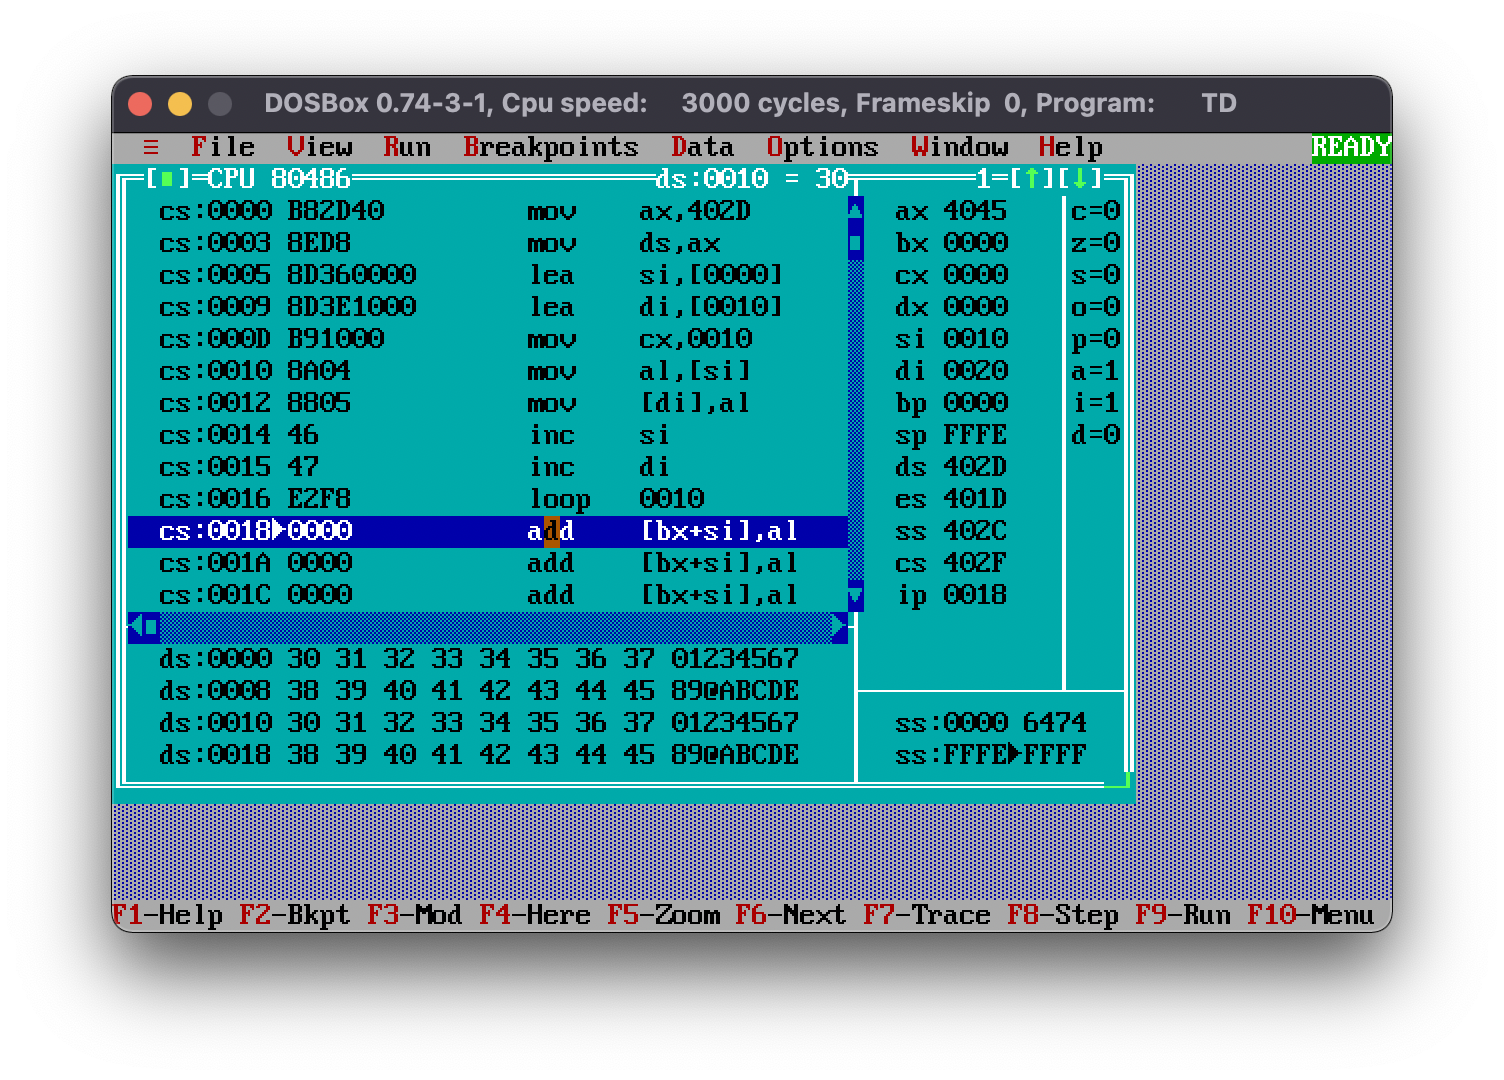 DOSBox 0.74-3-1, Cpu speed: 3000 cycles, Frameskip 0, Program: TD
≡ File View Run Breakpoints Data Options Window Help READY
[■]=CPU 80486 ds:0010 = 30 1=[↑][↓]
cs:0000 B82D40 mov ax,402D ax 4045 c=0
cs:0003 8ED8 mov ds,ax bx 0000 z=0
cs:0005 8D360000 lea si,[0000] cx 0000 s=0
cs:0009 8D3E1000 lea di,[0010] dx 0000 o=0
cs:000D B91000 mov cx,0010 si 0010 p=0
cs:0010 8A04 mov al,[si] di 0020 a=1
cs:0012 8805 mov [di],al bp 0000 i=1
cs:0014 46 inc si sp FFFE d=0
cs:0015 47 inc di ds 402D
cs:0016 E2F8 loop 0010 es 401D
cs:0018►0000 add [bx+si],al ss 402C
cs:001A 0000 add [bx+si],al cs 402F
cs:001C 0000 add [bx+si],al ip 0018
ds:0000 30 31 32 33 34 35 36 37 01234567
ds:0008 38 39 40 41 42 43 44 45 89@ABCDE
ds:0010 30 31 32 33 34 35 36 37 01234567 ss:0000 6474
ds:0018 38 39 40 41 42 43 44 45 89@ABCDE ss:FFFE►FFFF
F1-Help F2-Bkpt F3-Mod F4-Here F5-Zoom F6-Next F7-Trace F8-Step F9-Run F10-Menu